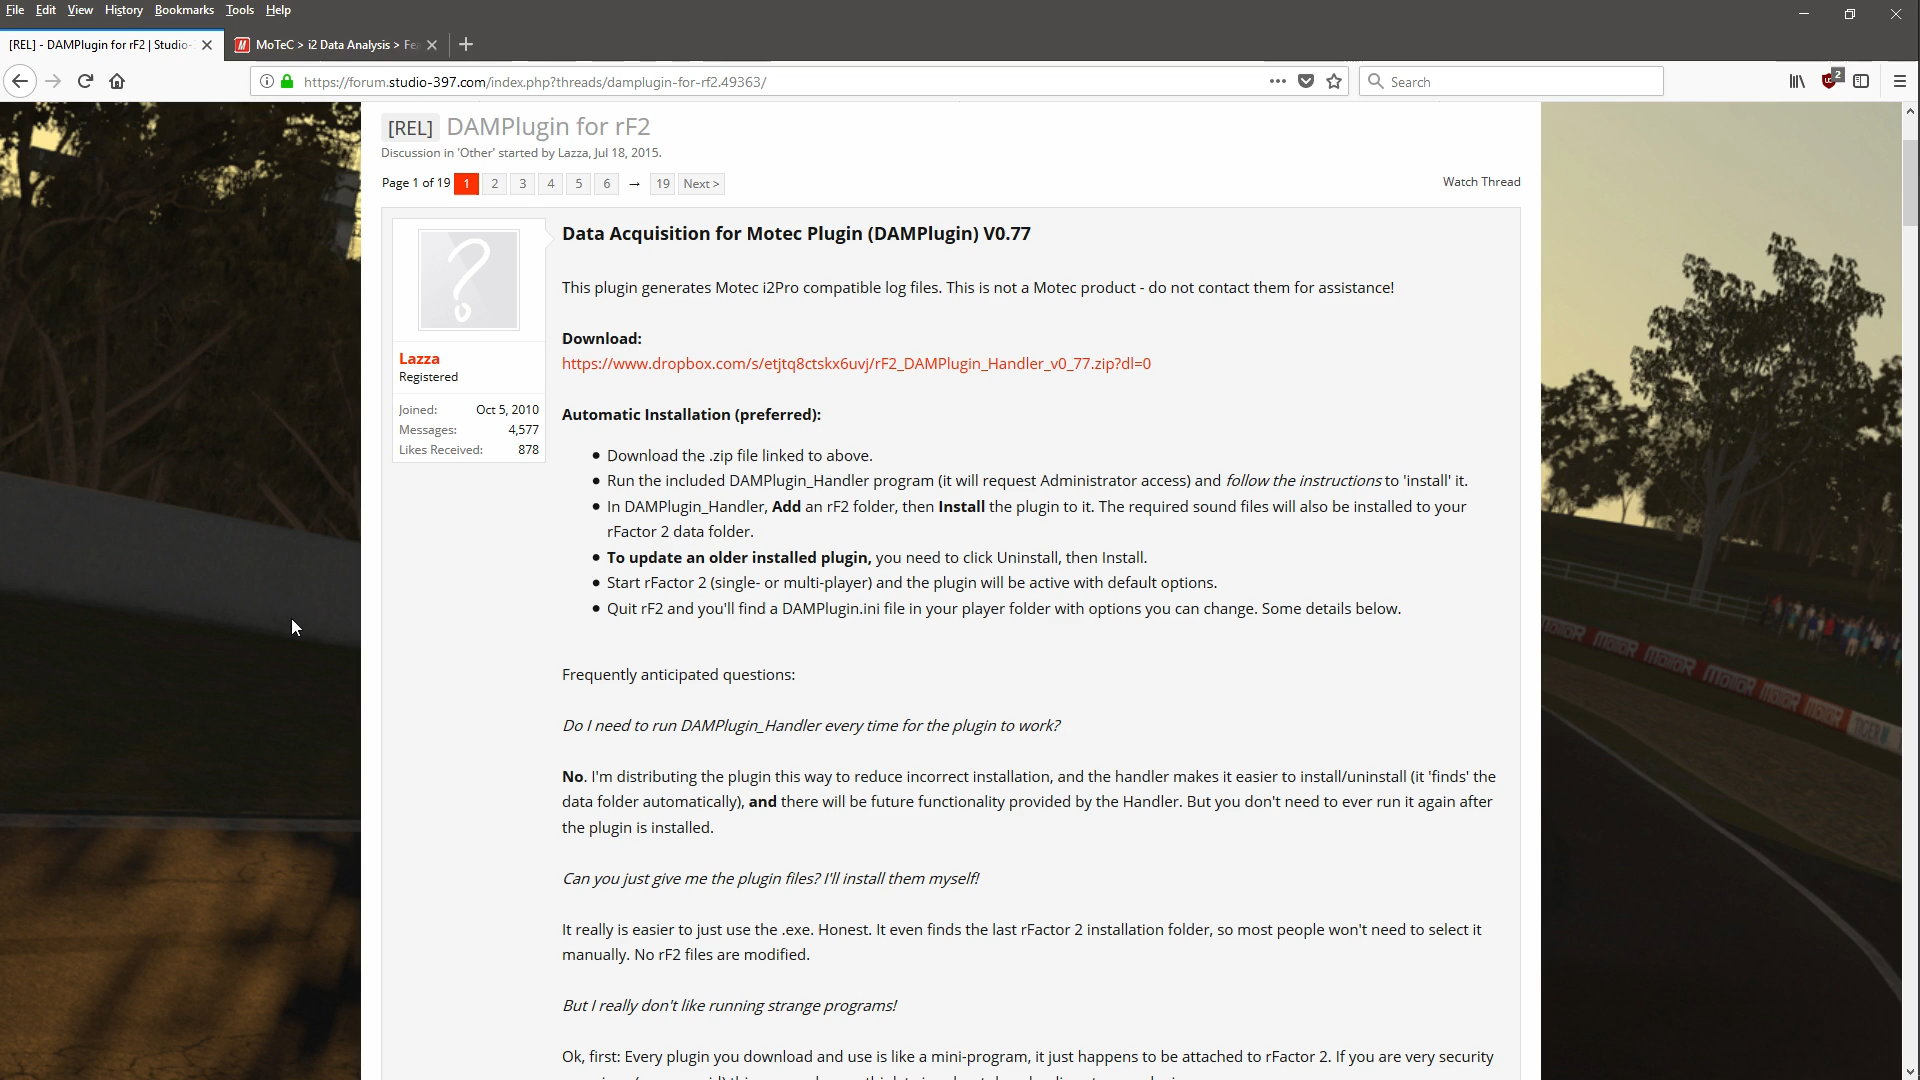 File Edit View History Bookmarks Tools Help
[REL] - DAMPlugin for rF2 | Studio-
MoTeC > i2 Data Analysis > Fea
https://forum.studio-397.com/index.php?threads/damplugin-for-rf2.49363/
Search
2
[REL] DAMPlugin for rF2
Discussion in 'Other' started by Lazza, Jul 18, 2015.
Page 1 of 19 1 2 3 4 5 6 → 19 Next >
Watch Thread
Lazza
Registered
Joined: Oct 5, 2010
Messages: 4,577
Likes Received: 878
Data Acquisition for Motec Plugin (DAMPlugin) V0.77
This plugin generates Motec i2Pro compatible log files. This is not a Motec product - do not contact them for assistance!
Download:
https://www.dropbox.com/s/etjtq8ctskx6uvj/rF2_DAMPlugin_Handler_v0_77.zip?dl=0
Automatic Installation (preferred):
• Download the .zip file linked to above.
• Run the included DAMPlugin_Handler program (it will request Administrator access) and follow the instructions to 'install' it.
• In DAMPlugin_Handler, Add an rF2 folder, then Install the plugin to it. The required sound files will also be installed to your
rFactor 2 data folder.
• To update an older installed plugin, you need to click Uninstall, then Install.
• Start rFactor 2 (single- or multi-player) and the plugin will be active with default options.
• Quit rF2 and you'll find a DAMPlugin.ini file in your player folder with options you can change. Some details below.
Frequently anticipated questions:
Do I need to run DAMPlugin_Handler every time for the plugin to work?
No. I'm distributing the plugin this way to reduce incorrect installation, and the handler makes it easier to install/uninstall (it 'finds' the
data folder automatically), and there will be future functionality provided by the Handler. But you don't need to ever run it again after
the plugin is installed.
Can you just give me the plugin files? I'll install them myself!
It really is easier to just use the .exe. Honest. It even finds the last rFactor 2 installation folder, so most people won't need to select it
manually. No rF2 files are modified.
But I really don't like running strange programs!
Ok, first: Every plugin you download and use is like a mini-program, it just happens to be attached to rFactor 2. If you are very security